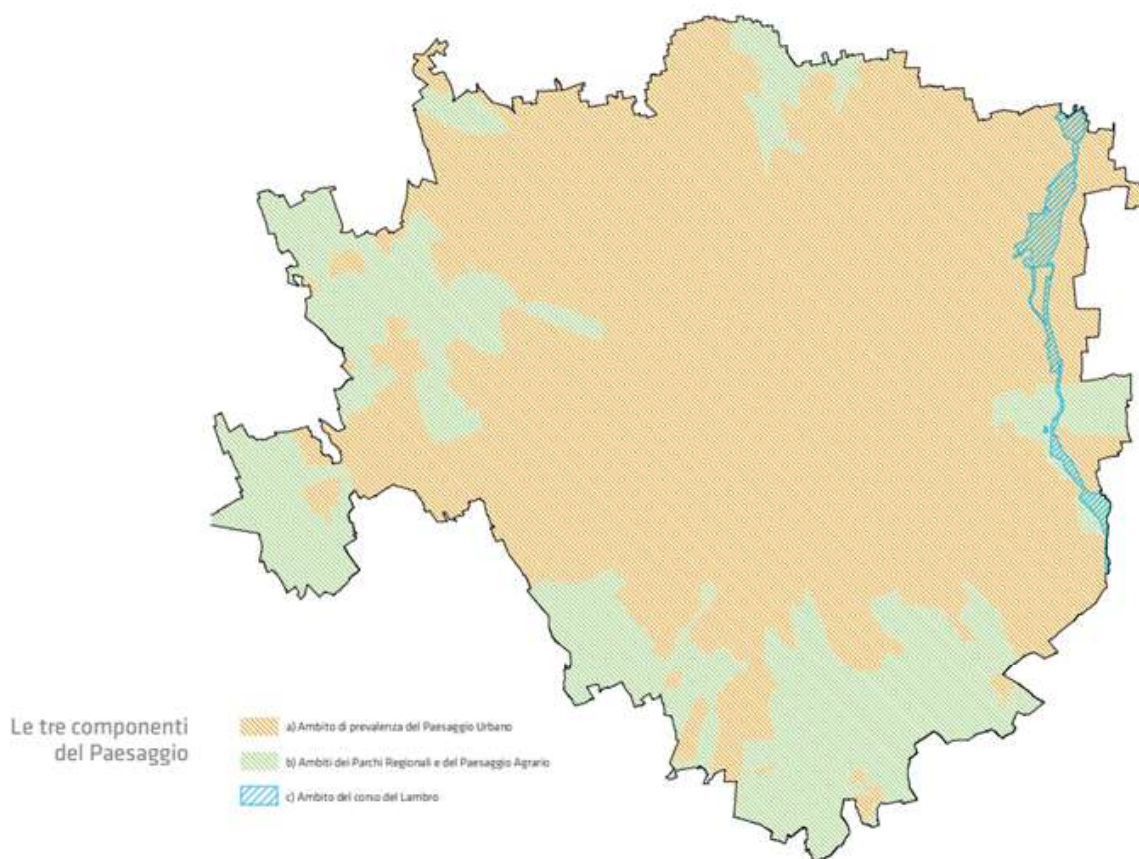 Le tre componenti
del Paesaggio
a) Ambito di prevalenza del Paesaggio Urbano
b) Ambiti dei Parchi Regionali e del Paesaggio Agrario
c) Ambito del corso del Lambro